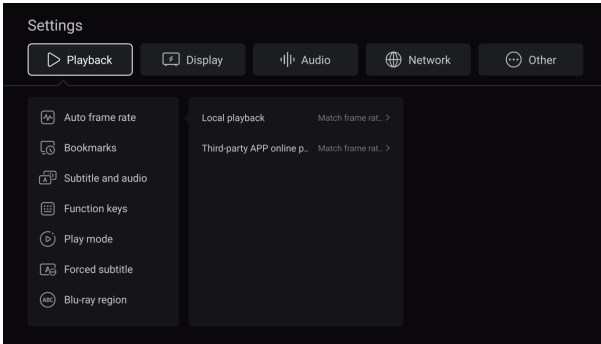 Settings
Playback Display Audio Network Other
Auto frame rate
Local playback Match frame rat.. >
Bookmarks
Third-party APP online p.. Match frame rat.. >
Subtitle and audio
Function keys
Play mode
Forced subtitle
ABC Blu-ray region